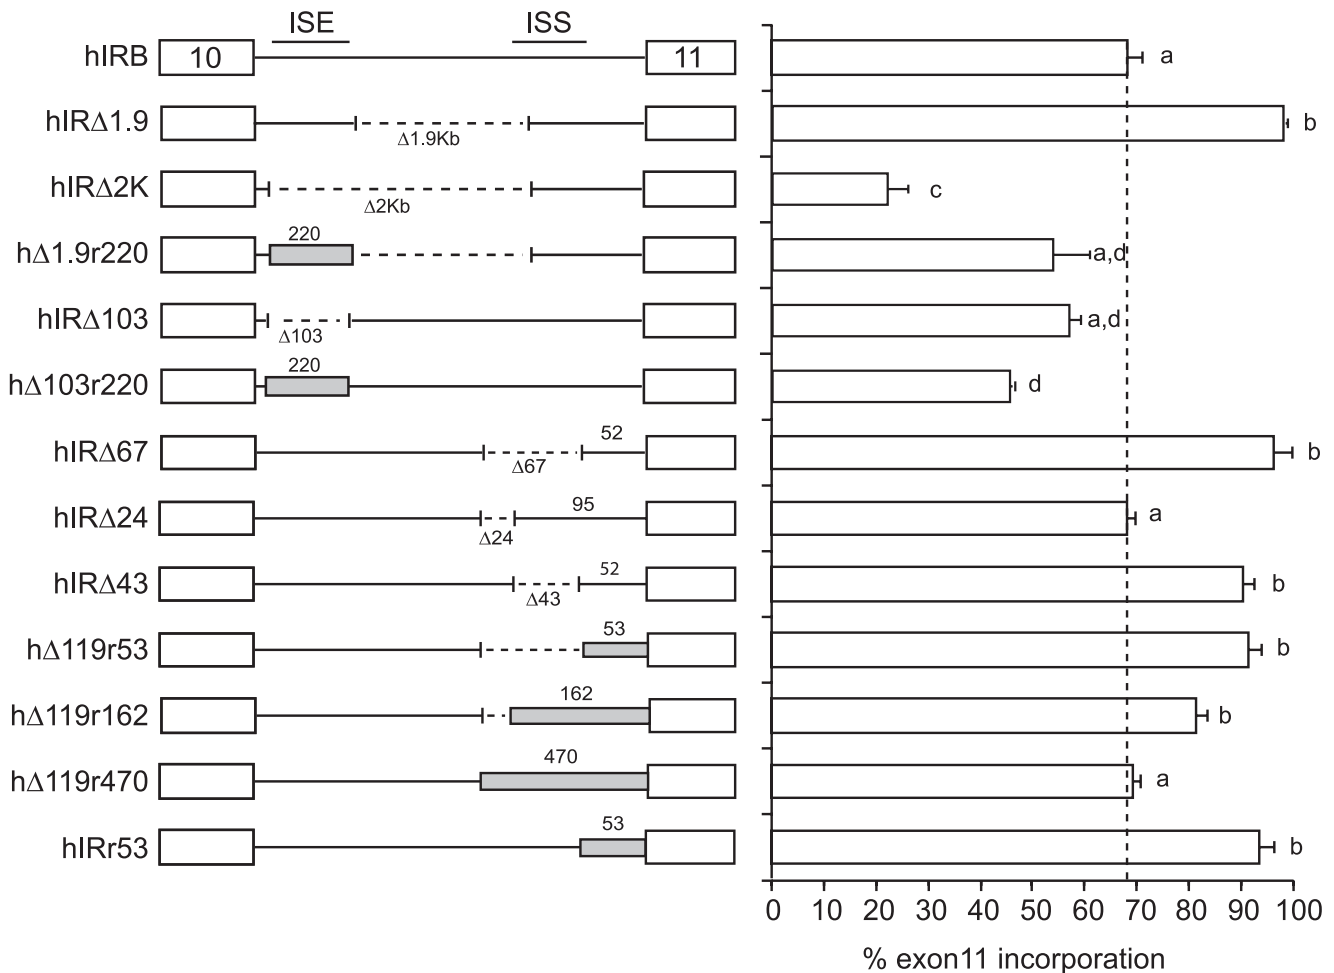 ISE ISS
hIRB 10 11 a
hIRΔ1.9 Δ1.9Kb b
hIRΔ2K Δ2Kb c
hΔ1.9r220 220 a,d
hIRΔ103 Δ103 a,d
hΔ103r220 220 d
hIRΔ67 Δ67 52 b
hIRΔ24 Δ24 95 a
hIRΔ43 Δ43 52 b
hΔ119r53 53 b
hΔ119r162 162 b
hΔ119r470 470 a
hIRr53 53 b
0 10 20 30 40 50 60 70 80 90 100
% exon11 incorporation